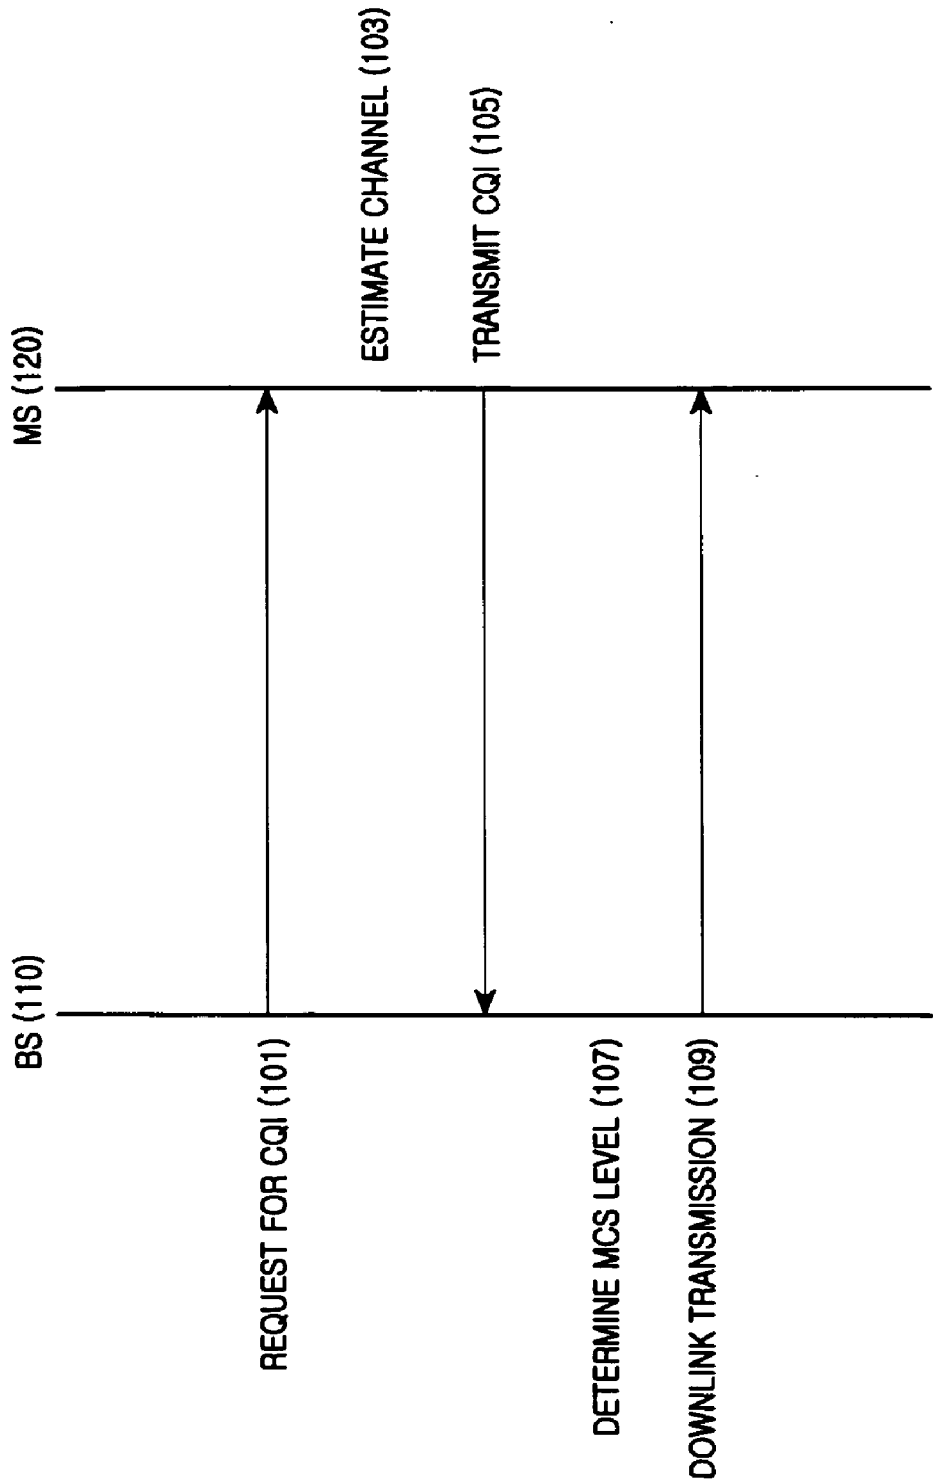 BS (110)
MS (120)
REQUEST FOR CQI (101)
ESTIMATE CHANNEL (103)
TRANSMIT CQI (105)
DETERMINE MCS LEVEL (107)
DOWNLINK TRANSMISSION (109)